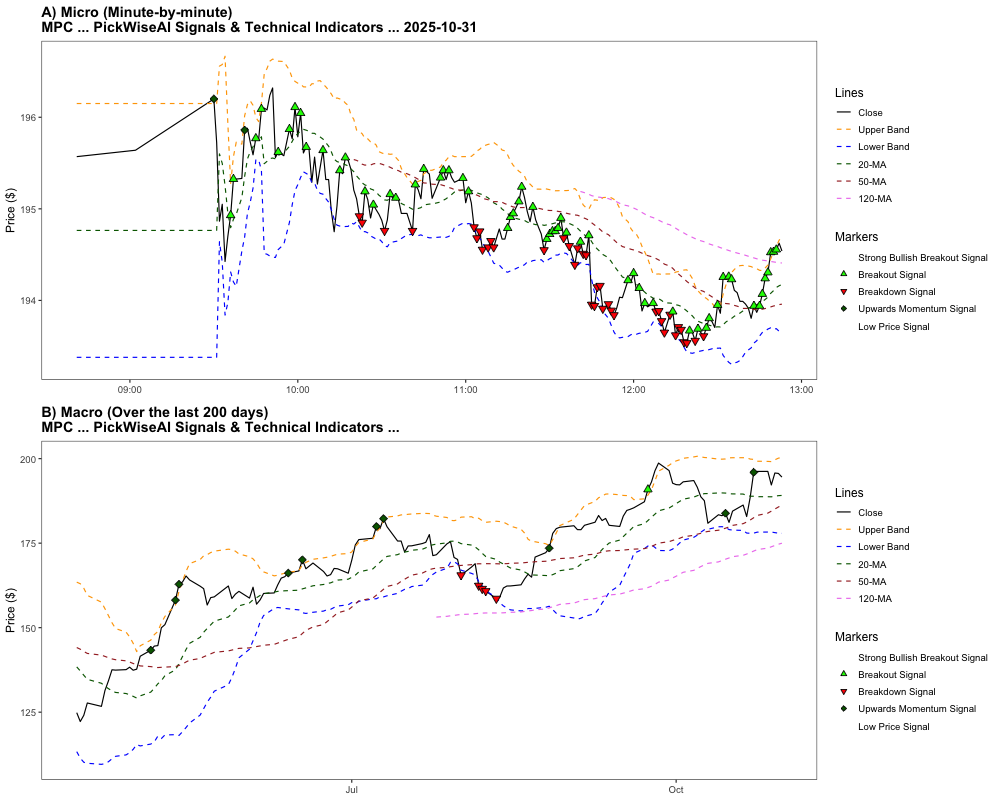 A) Micro (Minute-by-minute)
MPC ... PickWiseAI Signals & Technical Indicators ... 2025-10-31
Price ($)
196
195
194
09:00
10:00
11:00
12:00
13:00
Lines
Close
Upper Band
Lower Band
20-MA
50-MA
120-MA
Markers
Strong Bullish Breakout Signal
Breakout Signal
Breakdown Signal
Upwards Momentum Signal
Low Price Signal
B) Macro (Over the last 200 days)
MPC ... PickWiseAI Signals & Technical Indicators ...
Price ($)
200
175
150
125
Jul
Oct
Lines
Close
Upper Band
Lower Band
20-MA
50-MA
120-MA
Markers
Strong Bullish Breakout Signal
Breakout Signal
Breakdown Signal
Upwards Momentum Signal
Low Price Signal